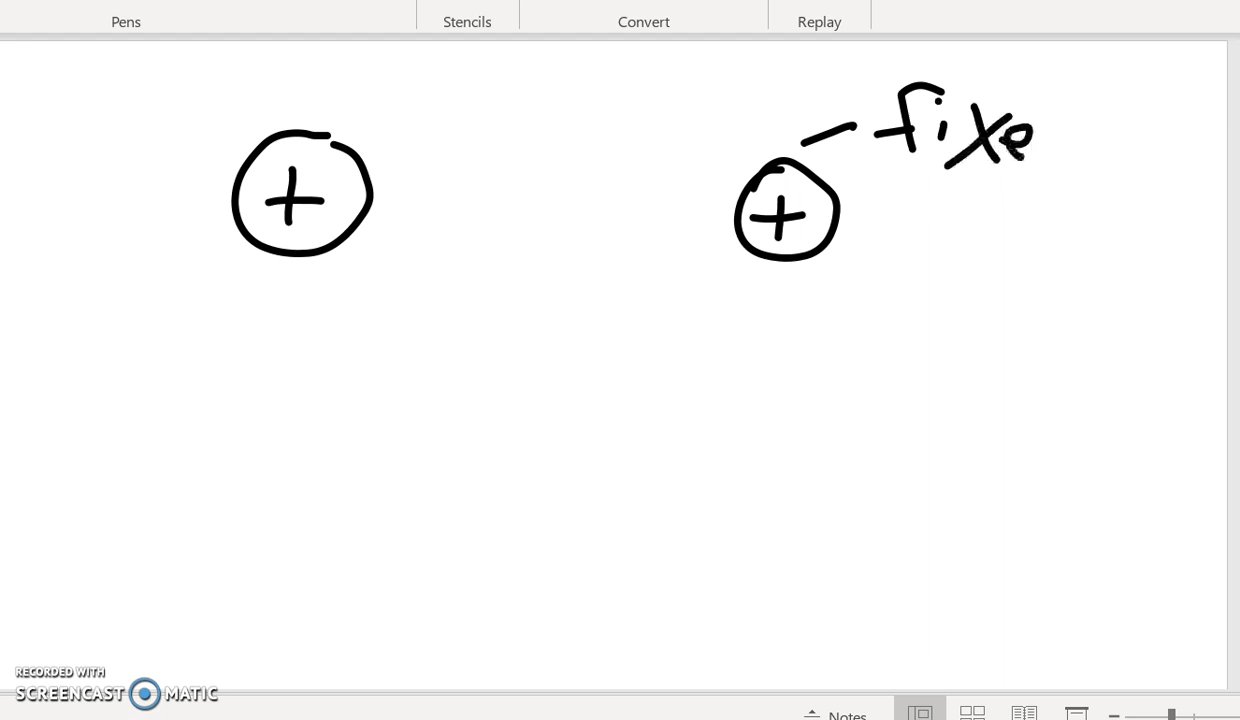 Pens Stencils Convert Replay
fixe
+ +
RECORDED WITH
SCREENCAST MATIC
Notes